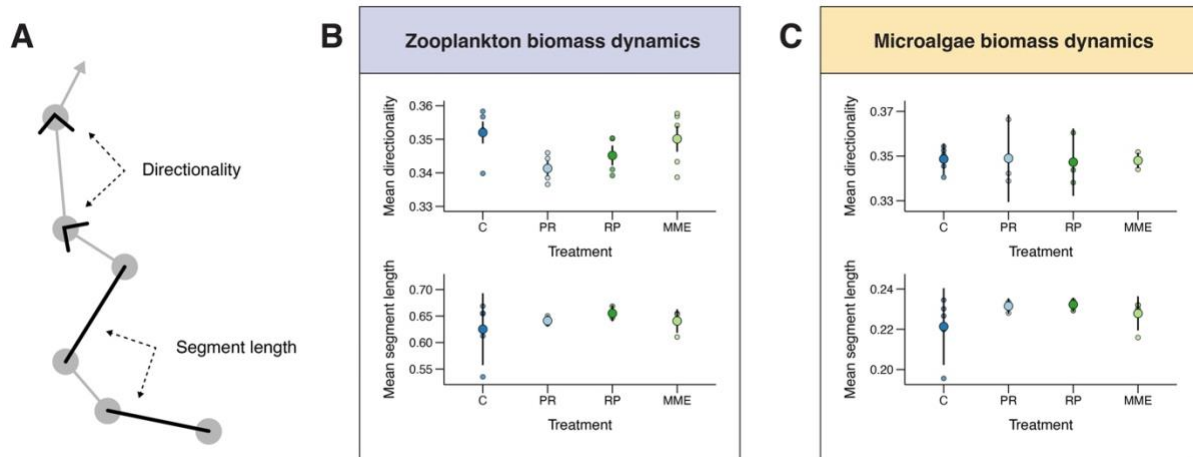 A
Directionality
Segment length
B
Zooplankton biomass dynamics
Mean directionality
0.36
0.35
0.34
0.33
C PR RP MME
Treatment
Mean segment length
0.70
0.65
0.60
0.55
C PR RP MME
Treatment
C
Microalgae biomass dynamics
Mean directionality
0.37
0.35
0.33
C PR RP MME
Treatment
Mean segment length
0.24
0.22
0.20
C PR RP MME
Treatment